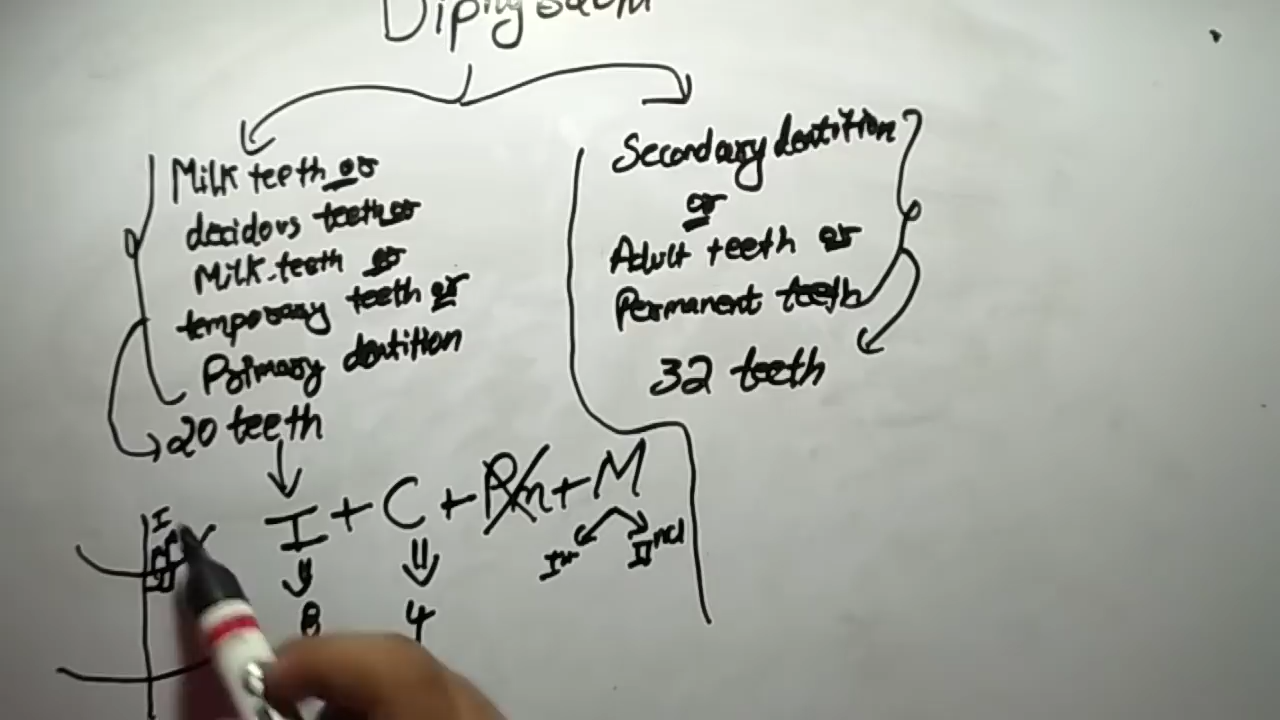 Milk teeth or
decidous teeth or
Milk teeth or
temporary teeth or
Primary dentition
20 teeth
Secondary dentition
or
Adult teeth or
Permanent teeth
32 teeth
I + C + Pm + M
IInd
8 4
I